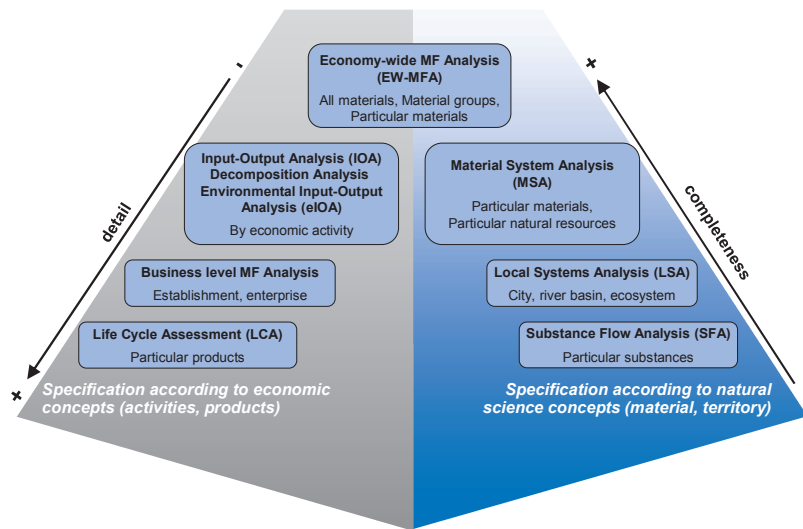 Economy-wide MF Analysis
(EW-MFA)
All materials, Material groups,
Particular materials
-
+
Input-Output Analysis (IOA)
Decomposition Analysis
Environmental Input-Output
Analysis (eIOA)
By economic activity
Material System Analysis
(MSA)
Particular materials,
Particular natural resources
detail
completeness
Business level MF Analysis
Establishment, enterprise
Local Systems Analysis (LSA)
City, river basin, ecosystem
Life Cycle Assessment (LCA)
Particular products
Substance Flow Analysis (SFA)
Particular substances
+
-
Specification according to economic
concepts (activities, products)
Specification according to natural
science concepts (material, territory)